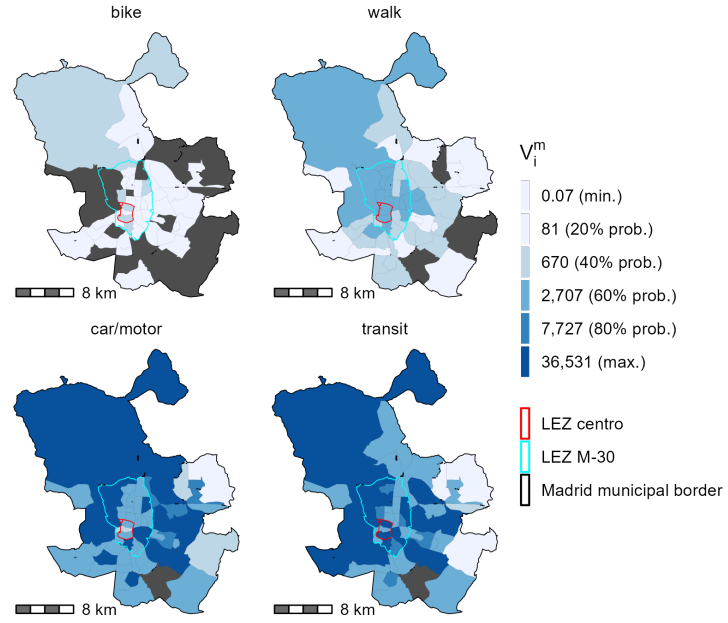 bike
walk
8 km
8 km
car/motor
transit
8 km
8 km
V_i^m
0.07 (min.)
81 (20% prob.)
670 (40% prob.)
2,707 (60% prob.)
7,727 (80% prob.)
36,531 (max.)
LEZ centro
LEZ M-30
Madrid municipal border